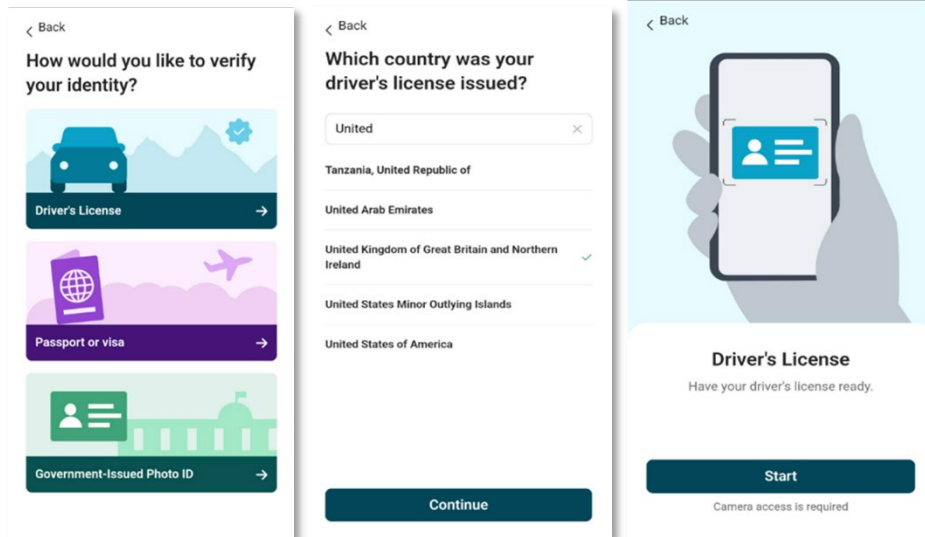 Back
How would you like to verify
your identity?
Driver's License
Passport or visa
Government-Issued Photo ID
Back
Which country was your
driver's license issued?
United
Tanzania, United Republic of
United Arab Emirates
United Kingdom of Great Britain and Northern
Ireland
United States Minor Outlying Islands
United States of America
Continue
Back
Driver's License
Have your driver's license ready.
Start
Camera access is required